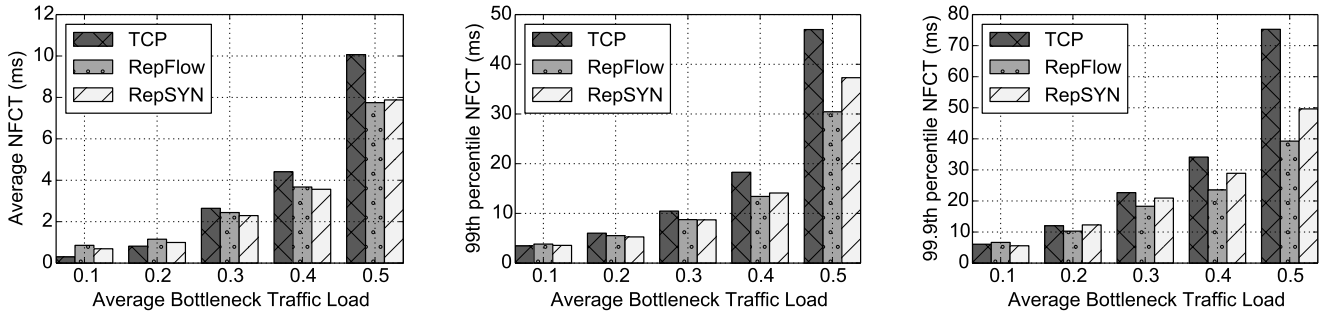 Average NFCT (ms)
12
10
8
6
4
2
0
TCP
RepFlow
RepSYN
0.1 0.2 0.3 0.4 0.5
Average Bottleneck Traffic Load
99th percentile NFCT (ms)
50
40
30
20
10
0
TCP
RepFlow
RepSYN
0.1 0.2 0.3 0.4 0.5
Average Bottleneck Traffic Load
99.9th percentile NFCT (ms)
80
70
60
50
40
30
20
10
0
TCP
RepFlow
RepSYN
0.1 0.2 0.3 0.4 0.5
Average Bottleneck Traffic Load